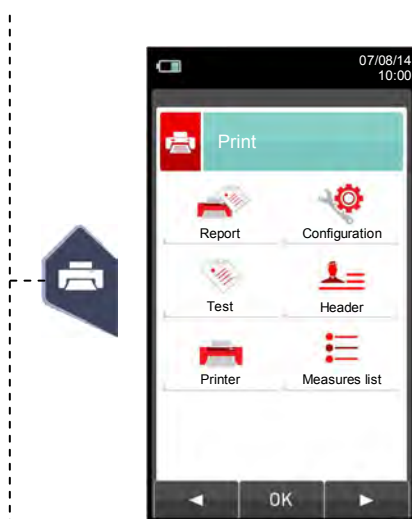 07/08/14
10:00
Print
Report
Configuration
Test
Header
Printer
Measures list
OK